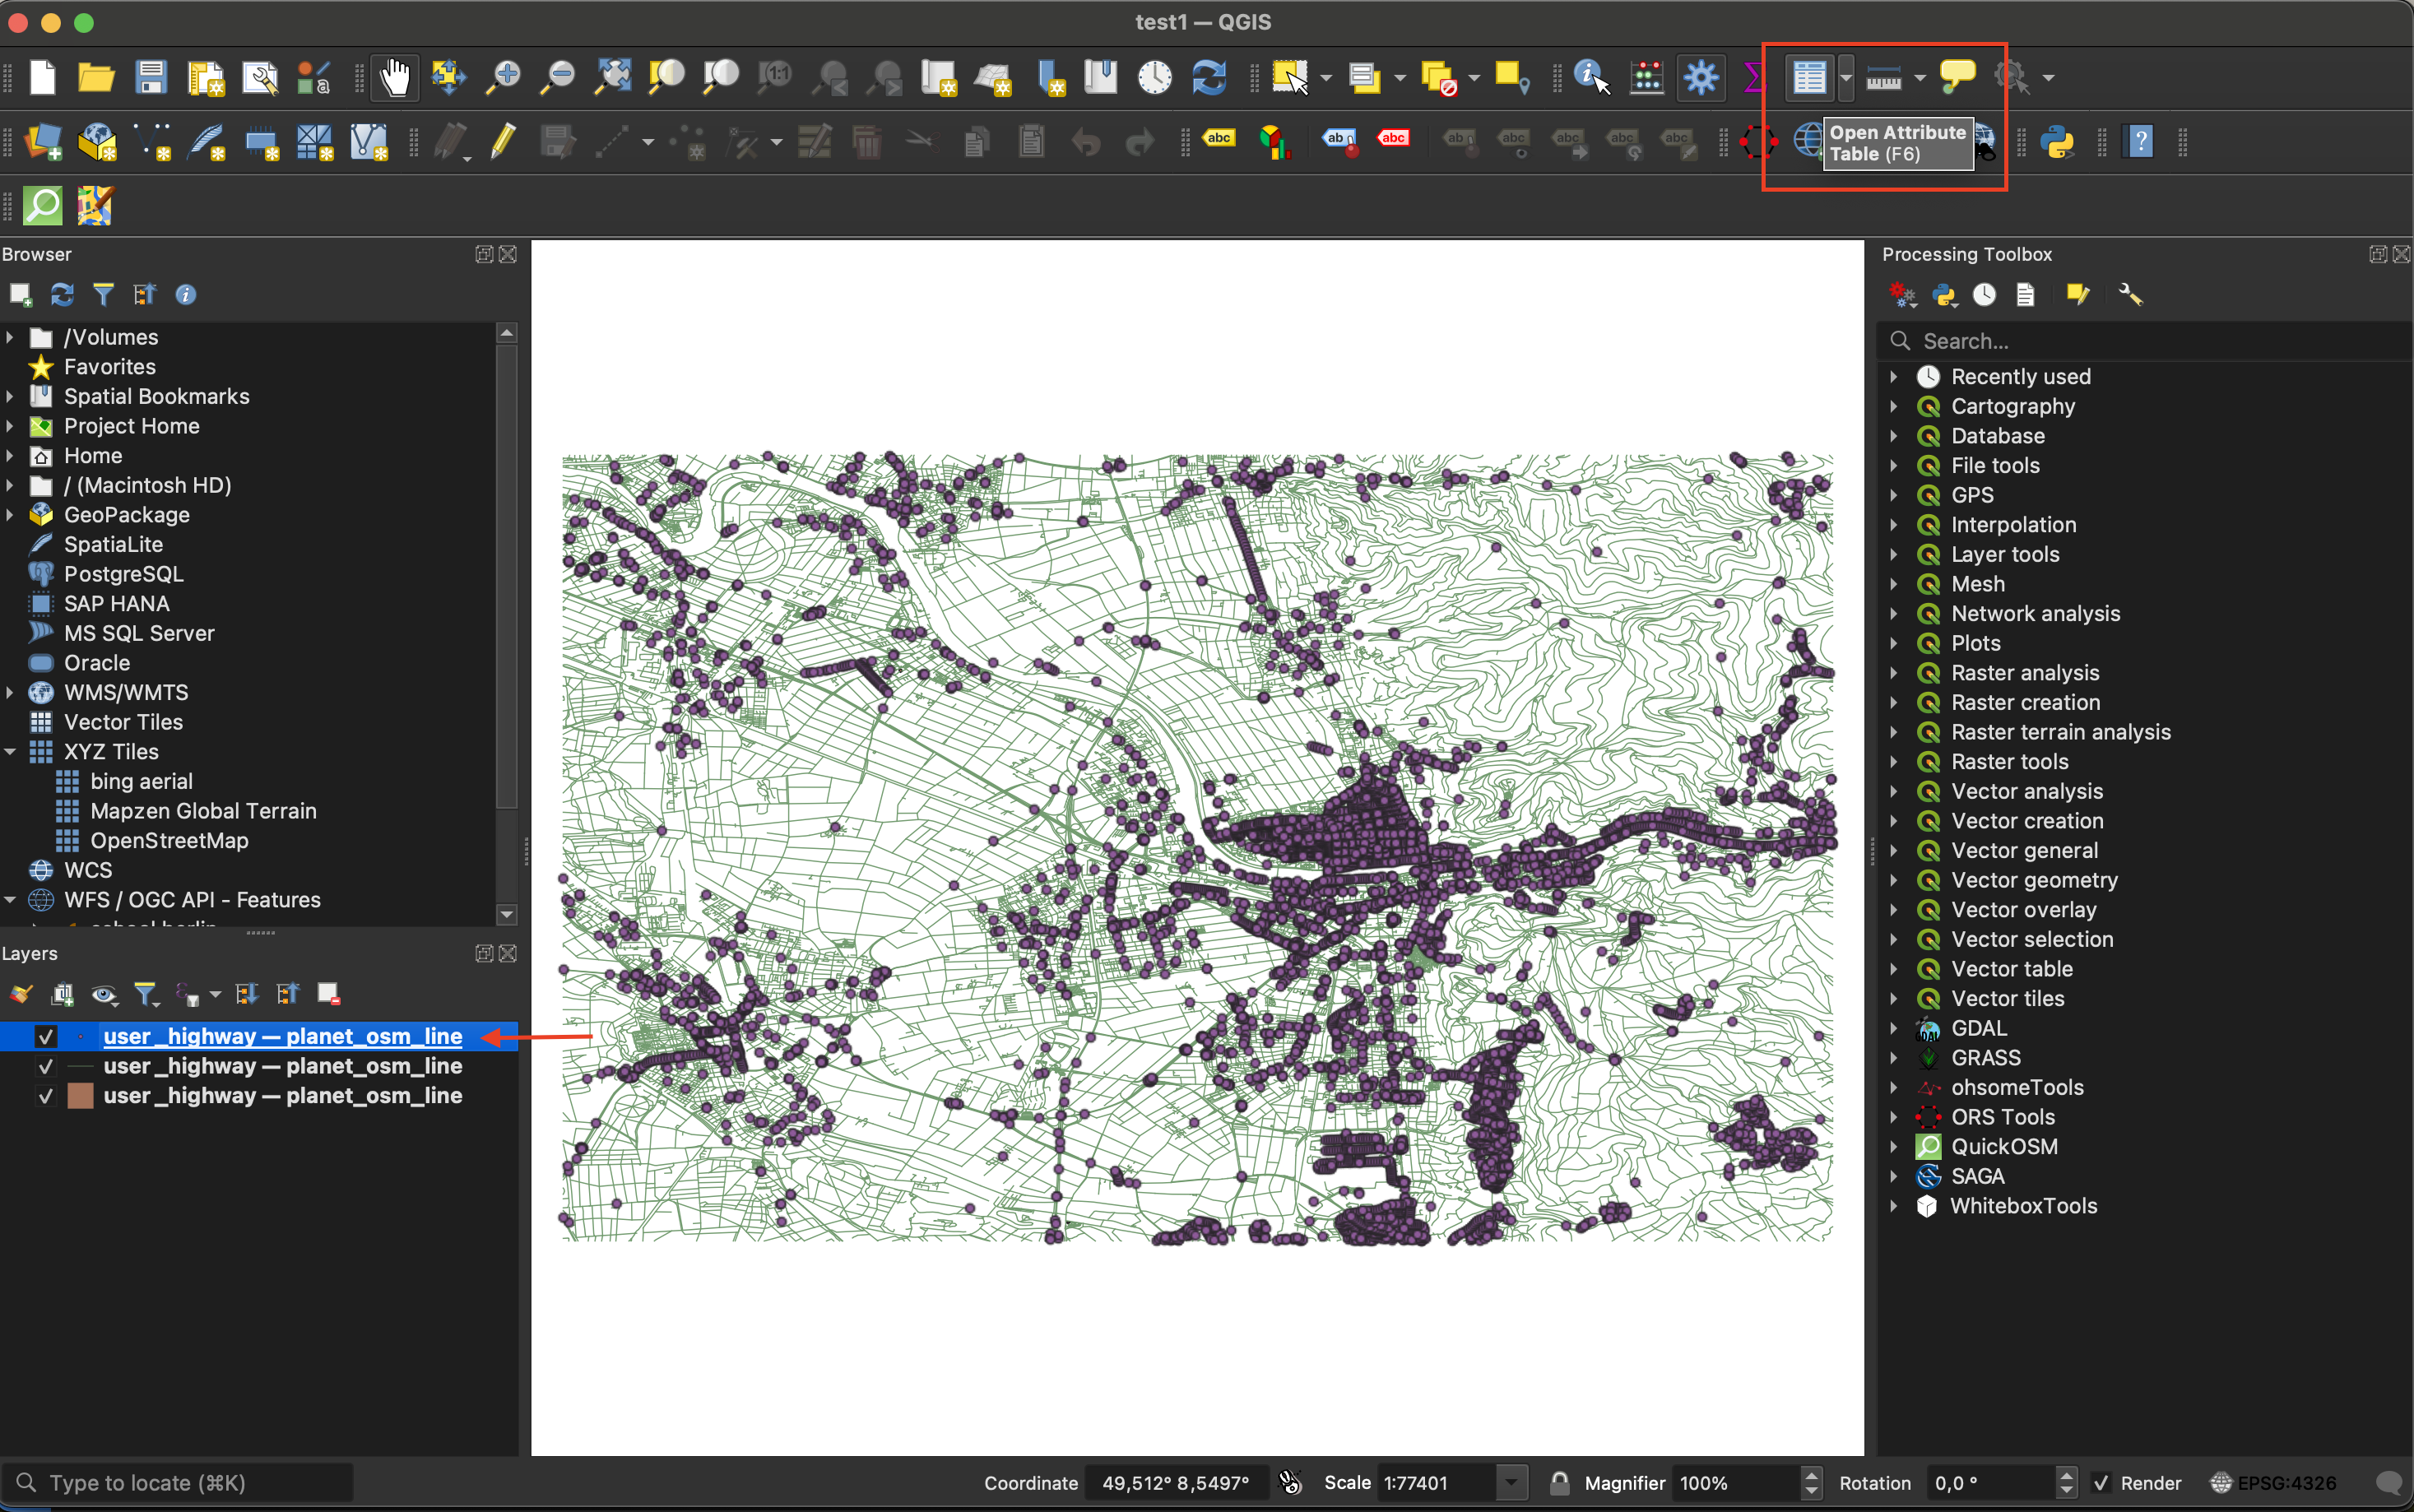 test1 — QGIS
Open Attribute
Table (F6)
Browser
/Volumes
Favorites
Spatial Bookmarks
Project Home
Home
/ (Macintosh HD)
GeoPackage
SpatiaLite
PostgreSQL
SAP HANA
MS SQL Server
Oracle
WMS/WMTS
Vector Tiles
XYZ Tiles
bing aerial
Mapzen Global Terrain
OpenStreetMap
WCS
WFS / OGC API - Features
Layers
user_highway — planet_osm_line
user_highway — planet_osm_line
user_highway — planet_osm_line
Processing Toolbox
Search...
Recently used
Cartography
Database
File tools
GPS
Interpolation
Layer tools
Mesh
Network analysis
Plots
Raster analysis
Raster creation
Raster terrain analysis
Raster tools
Vector analysis
Vector creation
Vector general
Vector geometry
Vector overlay
Vector selection
Vector table
Vector tiles
GDAL
GRASS
ohsomeTools
ORS Tools
QuickOSM
SAGA
WhiteboxTools
Type to locate (⌘K)
Coordinate 49,512° 8,5497° Scale 1:77401 Magnifier 100% Rotation 0,0 ° Render EPSG:4326